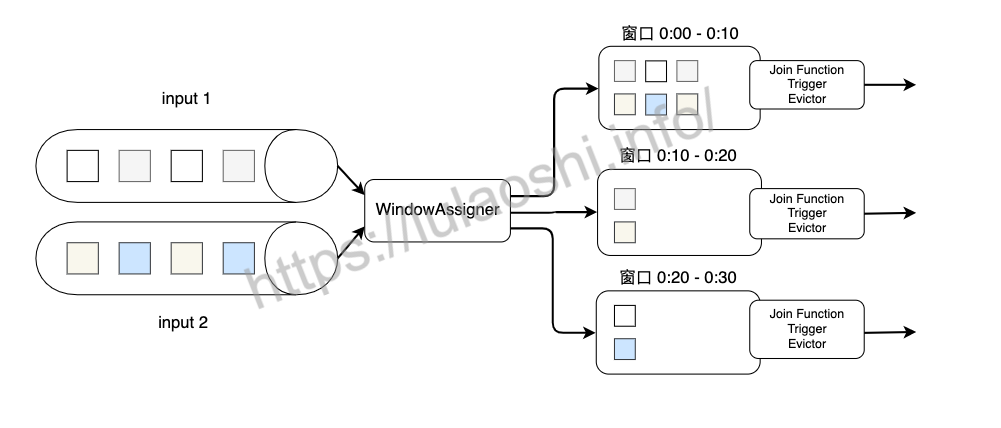 窗口 0:00 - 0:10
Join Function
Trigger
Evictor
input 1
窗口 0:10 - 0:20
WindowAssigner
Join Function
Trigger
Evictor
窗口 0:20 - 0:30
input 2
Join Function
Trigger
Evictor
https://lulaoshi.info/